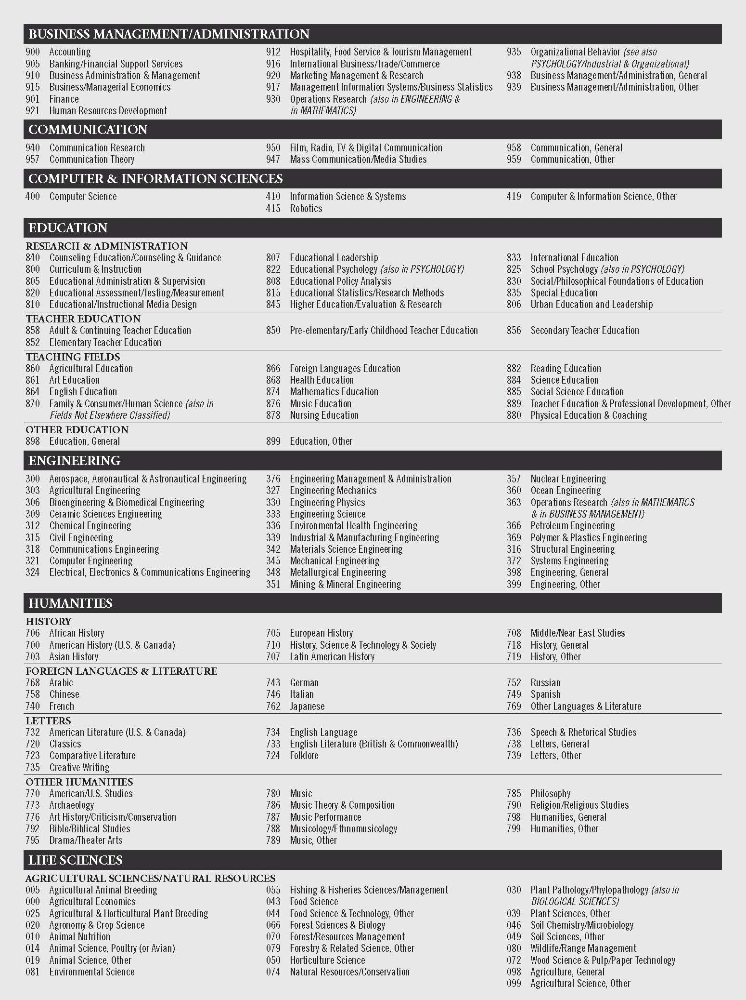 BUSINESS MANAGEMENT/ADMINISTRATION
900 Accounting
905 Banking/Financial Support Services
910 Business Administration & Management
915 Business/Managerial Economics
901 Finance
921 Human Resources Development
912 Hospitality, Food Service & Tourism Management
916 International Business/Trade/Commerce
920 Marketing Management & Research
917 Management Information Systems/Business Statistics
930 Operations Research (also in ENGINEERING &
in MATHEMATICS)
935 Organizational Behavior (see also
PSYCHOLOGY/Industrial & Organizational)
938 Business Management/Administration, General
939 Business Management/Administration, Other
COMMUNICATION
940 Communication Research
957 Communication Theory
950 Film, Radio, TV & Digital Communication
947 Mass Communication/Media Studies
958 Communication, General
959 Communication, Other
COMPUTER & INFORMATION SCIENCES
400 Computer Science
410 Information Science & Systems
415 Robotics
419 Computer & Information Science, Other
EDUCATION
RESEARCH & ADMINISTRATION
840 Counseling Education/Counseling & Guidance
800 Curriculum & Instruction
805 Educational Administration & Supervision
820 Educational Assessment/Testing/Measurement
810 Educational/Instructional Media Design
807 Educational Leadership
822 Educational Psychology (also in PSYCHOLOGY)
808 Educational Policy Analysis
815 Educational Statistics/Research Methods
845 Higher Education/Evaluation & Research
833 International Education
825 School Psychology (also in PSYCHOLOGY)
830 Social/Philosophical Foundations of Education
835 Special Education
806 Urban Education and Leadership
TEACHER EDUCATION
858 Adult & Continuing Teacher Education
852 Elementary Teacher Education
850 Pre-elementary/Early Childhood Teacher Education
856 Secondary Teacher Education
TEACHING FIELDS
860 Agricultural Education
861 Art Education
864 English Education
870 Family & Consumer/Human Science (also in
Fields Not Elsewhere Classified)
866 Foreign Languages Education
868 Health Education
874 Mathematics Education
876 Music Education
878 Nursing Education
882 Reading Education
884 Science Education
885 Social Science Education
889 Teacher Education & Professional Development, Other
880 Physical Education & Coaching
OTHER EDUCATION
898 Education, General
899 Education, Other
ENGINEERING
300 Aerospace, Aeronautical & Astronautical Engineering
303 Agricultural Engineering
306 Bioengineering & Biomedical Engineering
309 Ceramic Sciences Engineering
312 Chemical Engineering
315 Civil Engineering
318 Communications Engineering
321 Computer Engineering
324 Electrical, Electronics & Communications Engineering
376 Engineering Management & Administration
327 Engineering Mechanics
330 Engineering Physics
333 Engineering Science
336 Environmental Health Engineering
339 Industrial & Manufacturing Engineering
342 Materials Science Engineering
345 Mechanical Engineering
348 Metallurgical Engineering
351 Mining & Mineral Engineering
357 Nuclear Engineering
360 Ocean Engineering
363 Operations Research (also in MATHEMATICS
& in BUSINESS MANAGEMENT)
366 Petroleum Engineering
369 Polymer & Plastics Engineering
316 Structural Engineering
372 Systems Engineering
398 Engineering, General
399 Engineering, Other
HUMANITIES
HISTORY
706 African History
700 American History (U.S. & Canada)
703 Asian History
705 European History
710 History, Science & Technology & Society
707 Latin American History
708 Middle/Near East Studies
718 History, General
719 History, Other
FOREIGN LANGUAGES & LITERATURE
768 Arabic
758 Chinese
740 French
743 German
746 Italian
762 Japanese
752 Russian
749 Spanish
769 Other Languages & Literature
LETTERS
732 American Literature (U.S. & Canada)
720 Classics
723 Comparative Literature
735 Creative Writing
734 English Language
733 English Literature (British & Commonwealth)
724 Folklore
736 Speech & Rhetorical Studies
738 Letters, General
739 Letters, Other
OTHER HUMANITIES
770 American/U.S. Studies
773 Archaeology
776 Art History/Criticism/Conservation
792 Bible/Biblical Studies
795 Drama/Theater Arts
780 Music
786 Music Theory & Composition
787 Music Performance
788 Musicology/Ethnomusicology
789 Music, Other
785 Philosophy
790 Religion/Religious Studies
798 Humanities, General
799 Humanities, Other
LIFE SCIENCES
AGRICULTURAL SCIENCES/NATURAL RESOURCES
005 Agricultural Animal Breeding
000 Agricultural Economics
025 Agricultural & Horticultural Plant Breeding
020 Agronomy & Crop Science
010 Animal Nutrition
014 Animal Science, Poultry (or Avian)
019 Animal Science, Other
081 Environmental Science
055 Fishing & Fisheries Sciences/Management
043 Food Science
044 Food Science & Technology, Other
066 Forest Sciences & Biology
070 Forest/Resources Management
079 Forestry & Related Science, Other
050 Horticulture Science
074 Natural Resources/Conservation
030 Plant Pathology/Phytopathology (also in
BIOLOGICAL SCIENCES)
039 Plant Sciences, Other
046 Soil Chemistry/Microbiology
049 Soil Sciences, Other
080 Wildlife/Range Management
072 Wood Science & Pulp/Paper Technology
098 Agriculture, General
099 Agricultural Science, Other